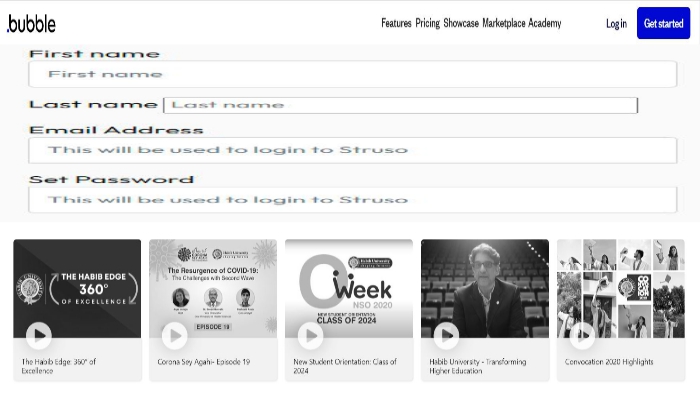 .bubble
Features Pricing Showcase Marketplace Academy
Log in
Get started
First name
First name
Last name
Last name
Email Address
This will be used to login to Struso
Set Password
This will be used to login to Struso
THE HABIB EDGE
360°
OF EXCELLENCE
Habib University
The Resurgence of COVID-19:
The Challenges with Second Wave
EPISODE 19
Habib University
O Week
NSO 2020
NEW STUDENT ORIENTATION
CLASS OF 2024
The Habib Edge: 360° of
Excellence
Corona Sey Agahi- Episode 19
New Student Orientation: Class of
2024
Habib University - Transforming
Higher Education
Convocation 2020 Highlights